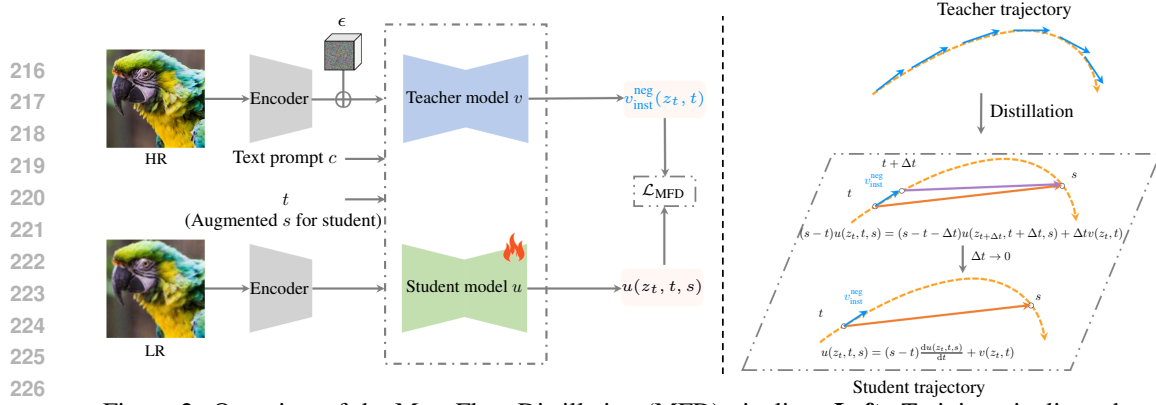 216
217
218
219
220
221
222
223
224
225
226
HR
Encoder
ϵ
Teacher model v
v_inst^neg(z_t, t)
Text prompt c
t
(Augmented s for student)
L_MFD
LR
Encoder
Student model u
u(z_t, t, s)
Teacher trajectory
Distillation
t + Δt
v_inst^neg
t
s
(s−t)u(z_t, t, s) = (s−t−Δt)u(z_{t+Δt}, t+Δt, s) + Δtv(z_t, t)
Δt → 0
v_inst^neg
t
s
u(z_t, t, s) = (s−t) du(z_t,t,s)/dt + v(z_t, t)
Student trajectory